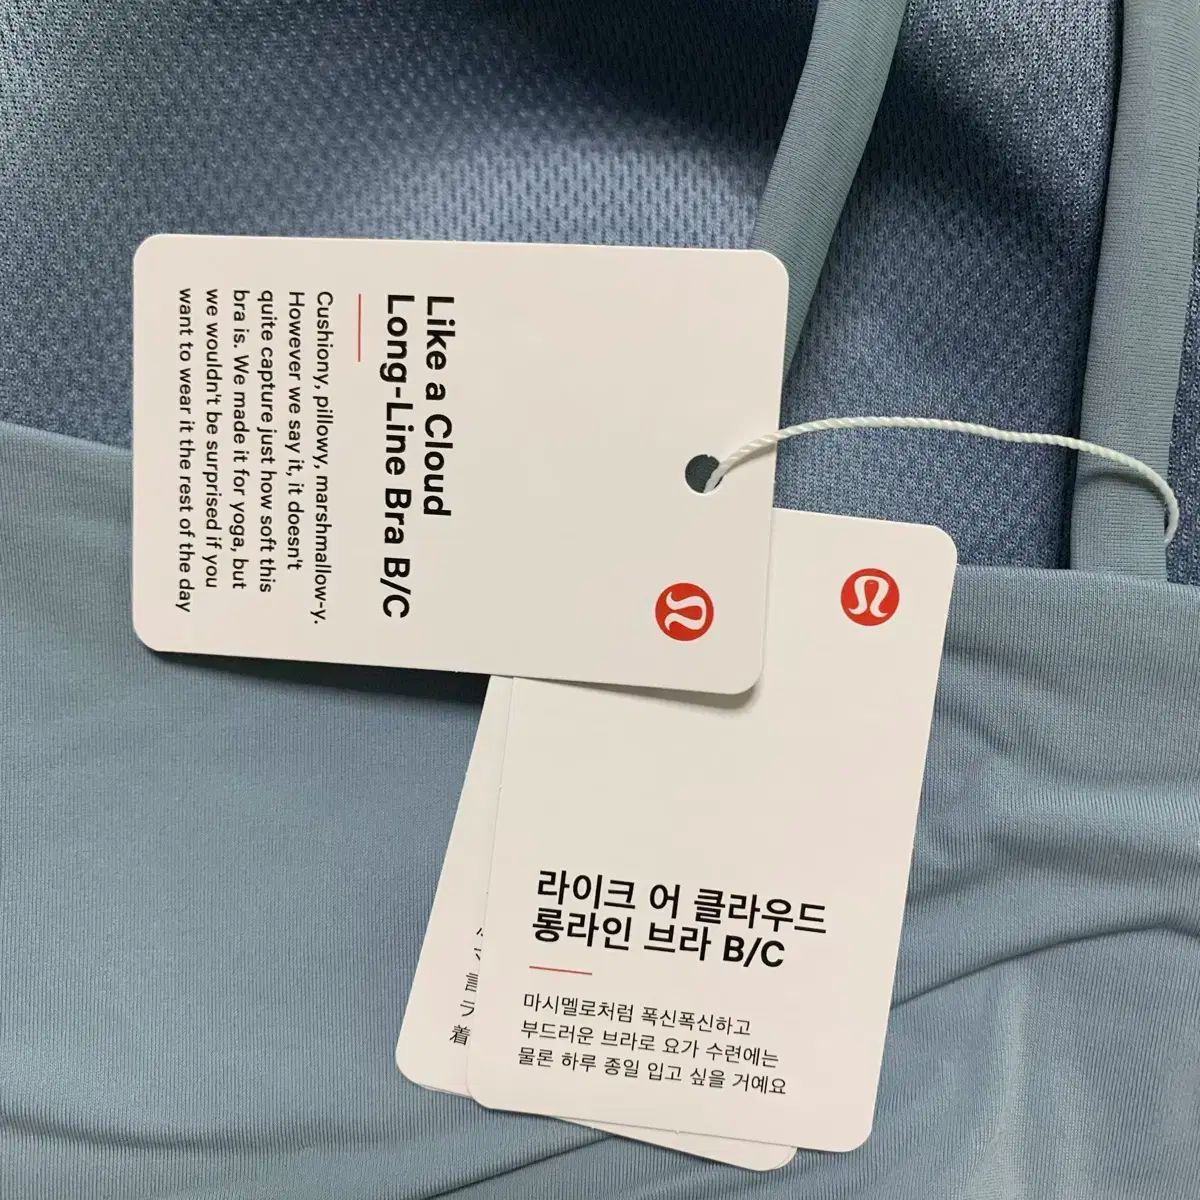 Like a Cloud
Long-Line Bra B/C
Cushiony, pillowy, marshmallow-y.
However we say it, it doesn't
quite capture just how soft this
bra is. We made it for yoga, but
we wouldn't be surprised if you
want to wear it the rest of the day
라이크 어 클라우드
롱라인 브라 B/C
마시멜로처럼 폭신폭신하고
부드러운 브라로 요가 수련에는
물론 하루 종일 입고 싶을 거예요
着